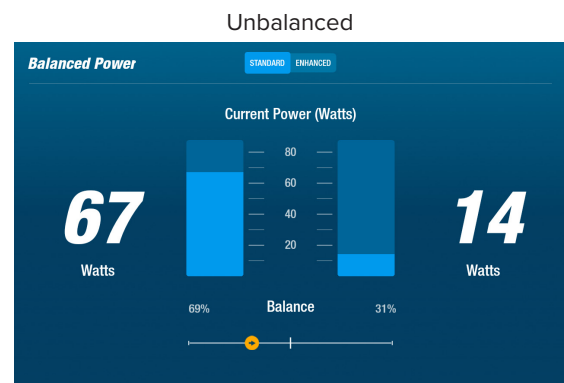 Unbalanced
Balanced Power
STANDARD ENHANCED
Current Power (Watts)
80
60
40
20
67
Watts
14
Watts
69% Balance 31%